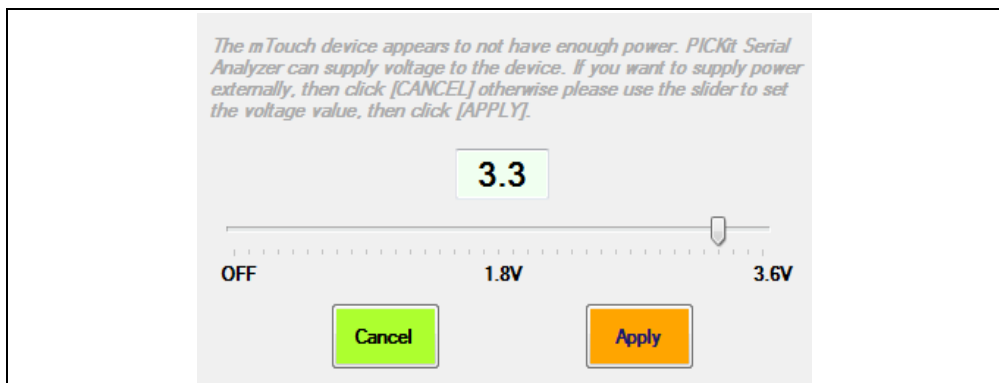 The mTouch device appears to not have enough power. PICKit Serial
Analyzer can supply voltage to the device. If you want to supply power
externally, then click [CANCEL] otherwise please use the slider to set
the voltage value, then click [APPLY].
3.3
OFF 1.8V 3.6V
Cancel Apply